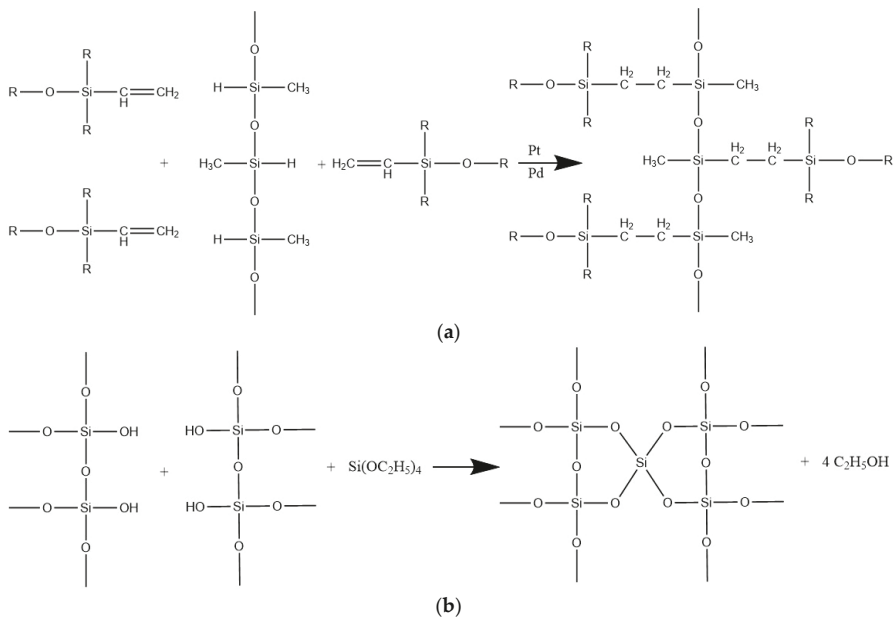 R
O
R
O
R O Si C H CH₂
H Si CH₃
R O Si C H₂ C H₂ Si CH₃
R
O
R
O
R
R
+
H₃C Si H
+
H₂C C H Si O R
R
R
Pt
Pd
H₃C Si C H₂ C H₂ Si O R
R
R
O
R
O
R O Si C H CH₂
H Si CH₃
R O Si C H₂ C H₂ Si CH₃
R
O
R
O
(a)
O
O
O
O
O Si OH
HO Si O
O Si O
O Si O
O
+
O
+ Si(OC₂H₅)₄
O
Si
O
+ 4 C₂H₅OH
O Si OH
HO Si O
O Si O
O Si O
O
O
O
O
(b)